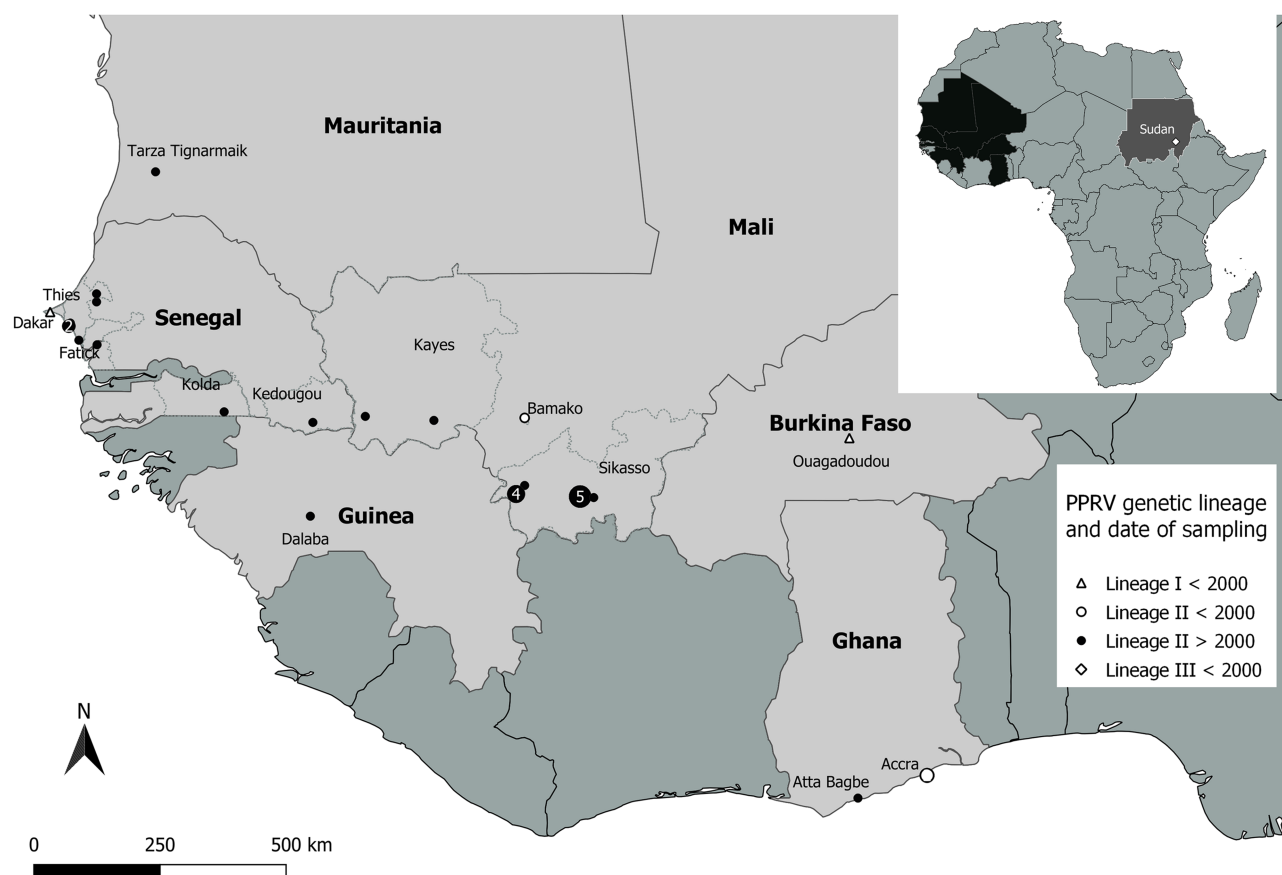 Mauritania
Tarza Tignarmaik
Sudan
Mali
Thies
Dakar
2
Senegal
Fatick
Kayes
Kolda
Kedougou
Bamako
Burkina Faso
Ouagadoudou
Sikasso
4
5
Guinea
Dalaba
PPRV genetic lineage
and date of sampling
Lineage I < 2000
Lineage II < 2000
Lineage II > 2000
Lineage III < 2000
Ghana
N
Accra
Atta Bagbe
0 250 500 km